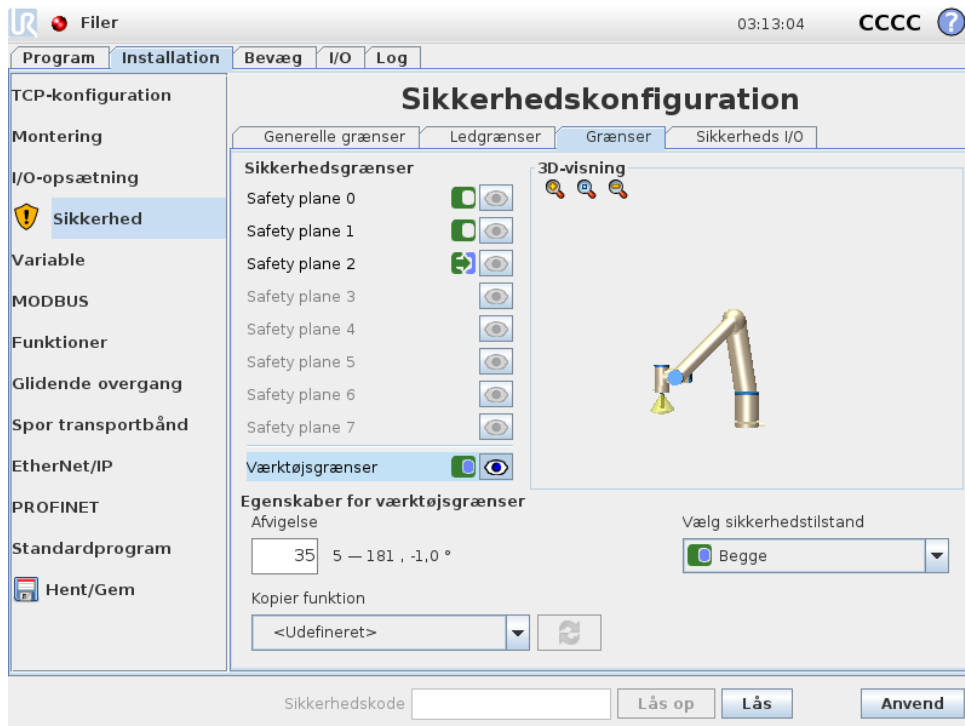 UR Filer 03:13:04 CCCC ?
Program Installation Bevæg I/O Log
TCP-konfiguration
Montering
I/O-opsætning
Sikkerhed
Variable
MODBUS
Funktioner
Glidende overgang
Spor transportbånd
EtherNet/IP
PROFINET
Standardprogram
Hent/Gem
Sikkerhedskonfiguration
Generelle grænser Ledgrænser Grænser Sikkerheds I/O
Sikkerhedsgrænser
Safety plane 0
Safety plane 1
Safety plane 2
Safety plane 3
Safety plane 4
Safety plane 5
Safety plane 6
Safety plane 7
Værktøjsgrænser
3D-visning
Egenskaber for værktøjsgrænser
Afvigelse
35 5 — 181 , -1,0 °
Vælg sikkerhedstilstand
Begge
Kopier funktion
<Udefineret>
Sikkerhedskode Lås op Lås Anvend